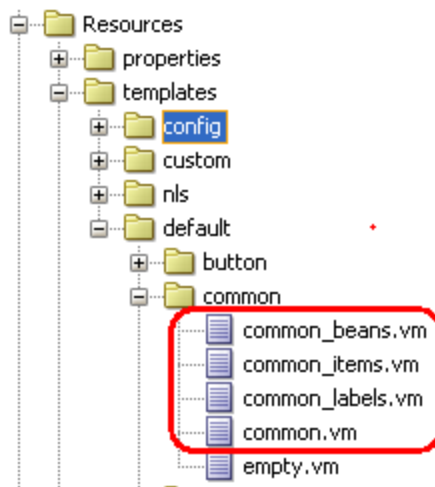 Resources
properties
templates
config
custom
nls
default
button
common
common_beans.vm
common_items.vm
common_labels.vm
common.vm
empty.vm